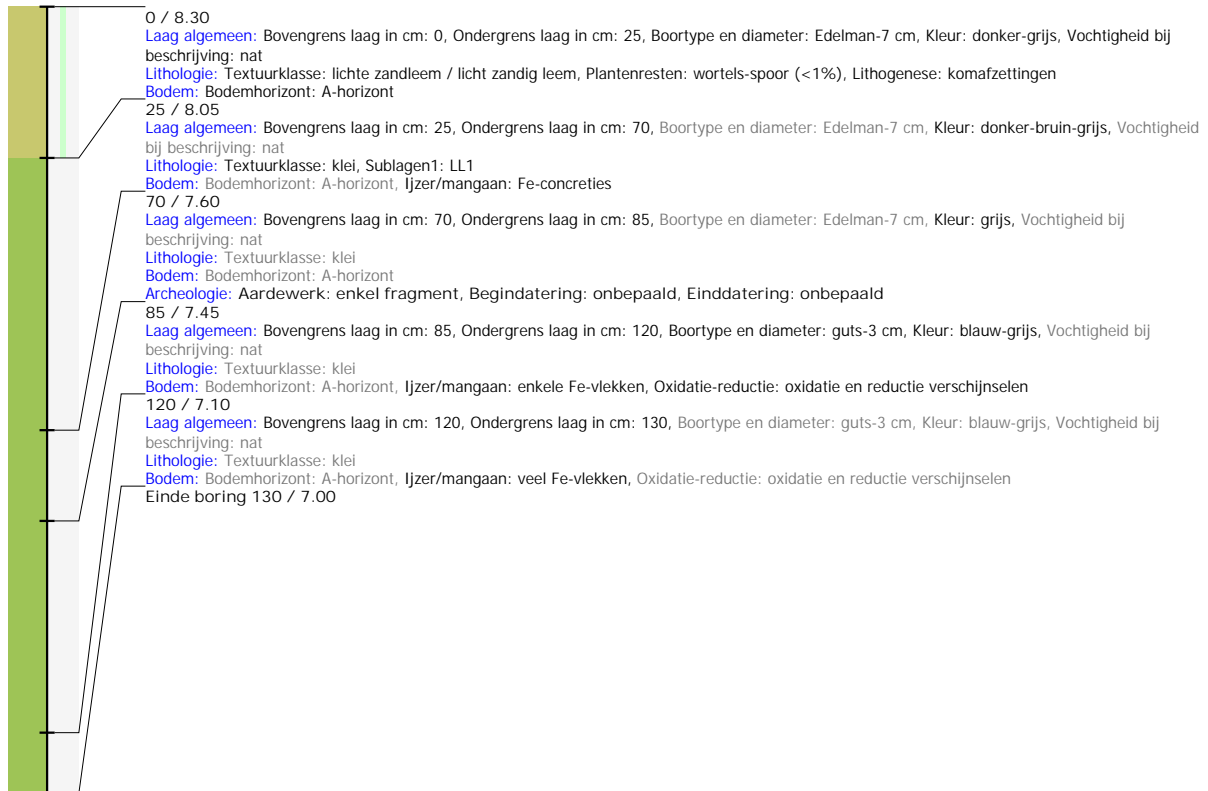 0 / 8.30
Laag algemeen: Bovengrens laag in cm: 0, Ondergrens laag in cm: 25, Boortype en diameter: Edelman-7 cm, Kleur: donker-grijs, Vochtigheid bij
beschrijving: nat
Lithologie: Textuurklasse: lichte zandleem / licht zandig leem, Plantenresten: wortels-spoor (<1%), Lithogenese: komafzettingen
Bodem: Bodemhorizont: A-horizont
25 / 8.05
Laag algemeen: Bovengrens laag in cm: 25, Ondergrens laag in cm: 70, Boortype en diameter: Edelman-7 cm, Kleur: donker-bruin-grijs, Vochtigheid
bij beschrijving: nat
Lithologie: Textuurklasse: klei, Sublagen1: LL1
Bodem: Bodemhorizont: A-horizont, Ijzer/mangaan: Fe-concreties
70 / 7.60
Laag algemeen: Bovengrens laag in cm: 70, Ondergrens laag in cm: 85, Boortype en diameter: Edelman-7 cm, Kleur: grijs, Vochtigheid bij
beschrijving: nat
Lithologie: Textuurklasse: klei
Bodem: Bodemhorizont: A-horizont
Archeologie: Aardewerk: enkel fragment, Begindatering: onbepaald, Einddatering: onbepaald
85 / 7.45
Laag algemeen: Bovengrens laag in cm: 85, Ondergrens laag in cm: 120, Boortype en diameter: guts-3 cm, Kleur: blauw-grijs, Vochtigheid bij
beschrijving: nat
Lithologie: Textuurklasse: klei
Bodem: Bodemhorizont: A-horizont, Ijzer/mangaan: enkele Fe-vlekken, Oxidatie-reductie: oxidatie en reductie verschijnselen
120 / 7.10
Laag algemeen: Bovengrens laag in cm: 120, Ondergrens laag in cm: 130, Boortype en diameter: guts-3 cm, Kleur: blauw-grijs, Vochtigheid bij
beschrijving: nat
Lithologie: Textuurklasse: klei
Bodem: Bodemhorizont: A-horizont, Ijzer/mangaan: veel Fe-vlekken, Oxidatie-reductie: oxidatie en reductie verschijnselen
Einde boring 130 / 7.00